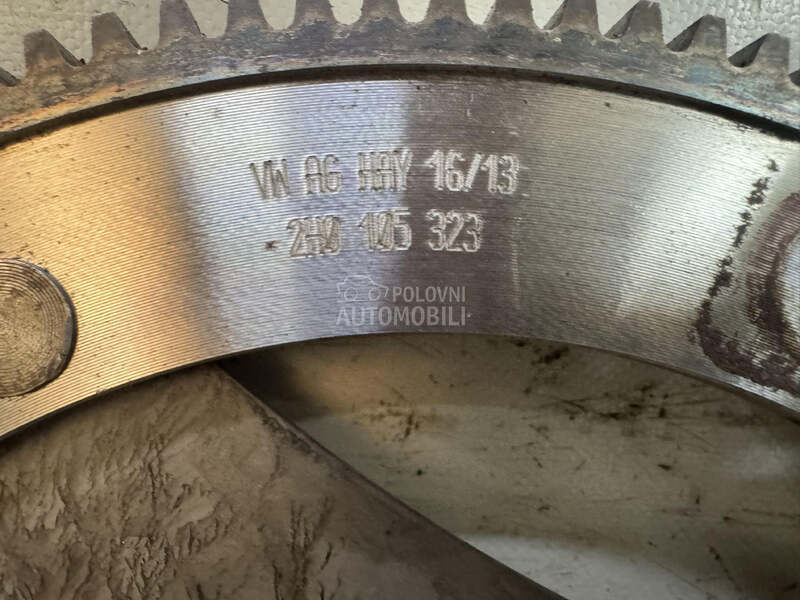 VW AG HAY 16/13
2H0 105 323
POLOVNI
AUTOMOBILI